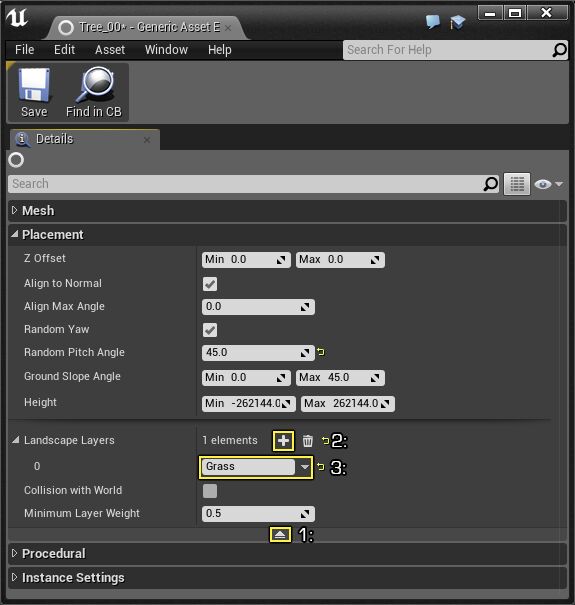 Tree_00* - Generic Asset E
File Edit Asset Window Help Search For Help
Save Find in CB
Details
Search
Mesh
Placement
Z Offset Min 0.0 Max 0.0
Align to Normal
Align Max Angle 0.0
Random Yaw
Random Pitch Angle 45.0
Ground Slope Angle Min 0.0 Max 45.0
Height Min -262144.0 Max 262144.0
Landscape Layers 1 elements 2:
0 Grass 3:
Collision with World
Minimum Layer Weight 0.5
1:
Procedural
Instance Settings